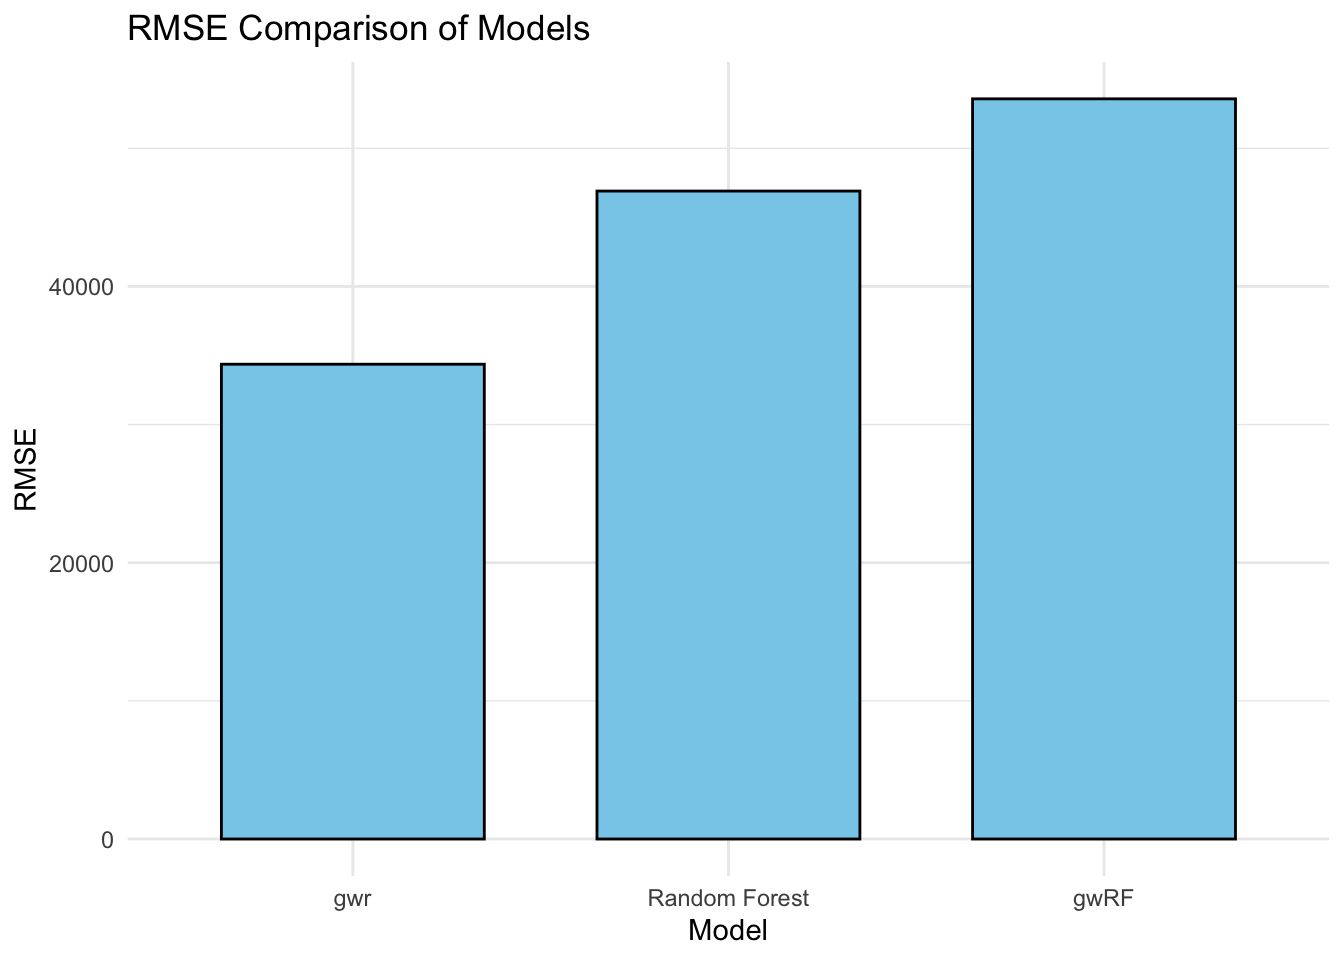 RMSE Comparison of Models
RMSE
40000
20000
0
gwr
Random Forest
gwRF
Model